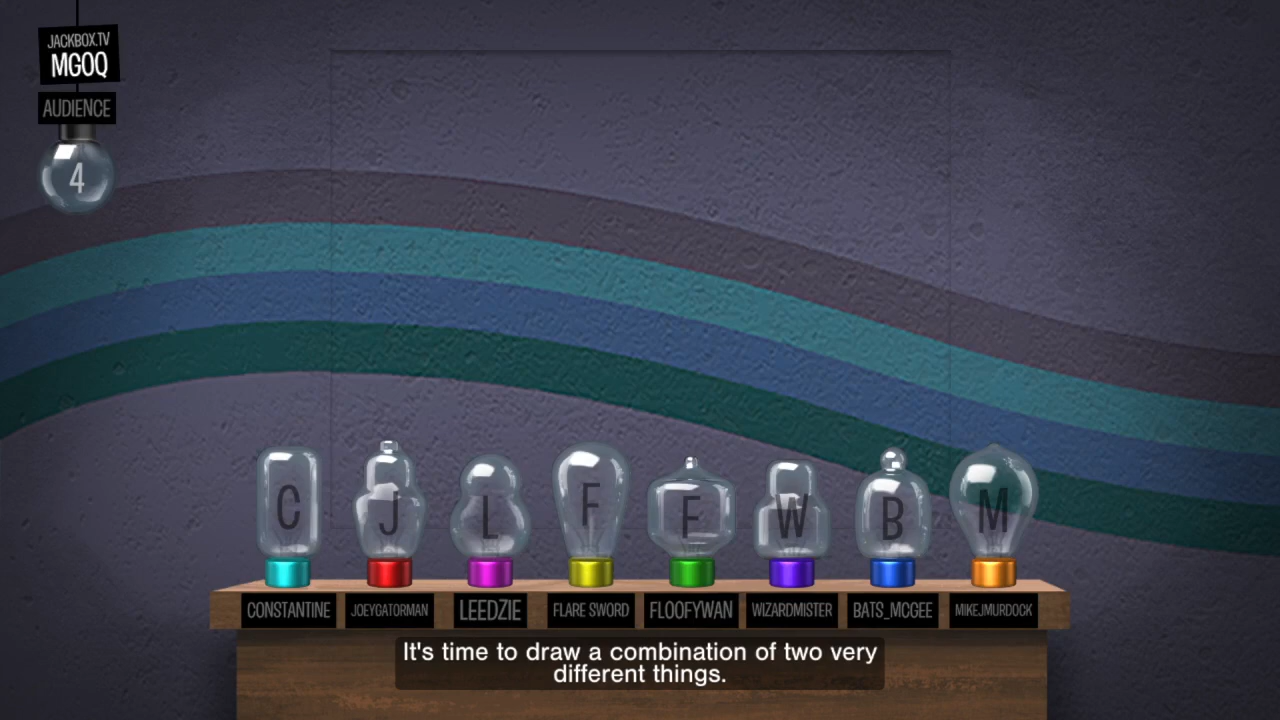 JACKBOX.TV
MGOQ
AUDIENCE
4
C J L F F W B M
CONSTANTINE JOEYGATORMAN LEEDZIE FLARE SWORD FLOOFYWAN WIZARDMISTER BATS_MCGEE MIKEJMURDOCK
It's time to draw a combination of two very
different things.